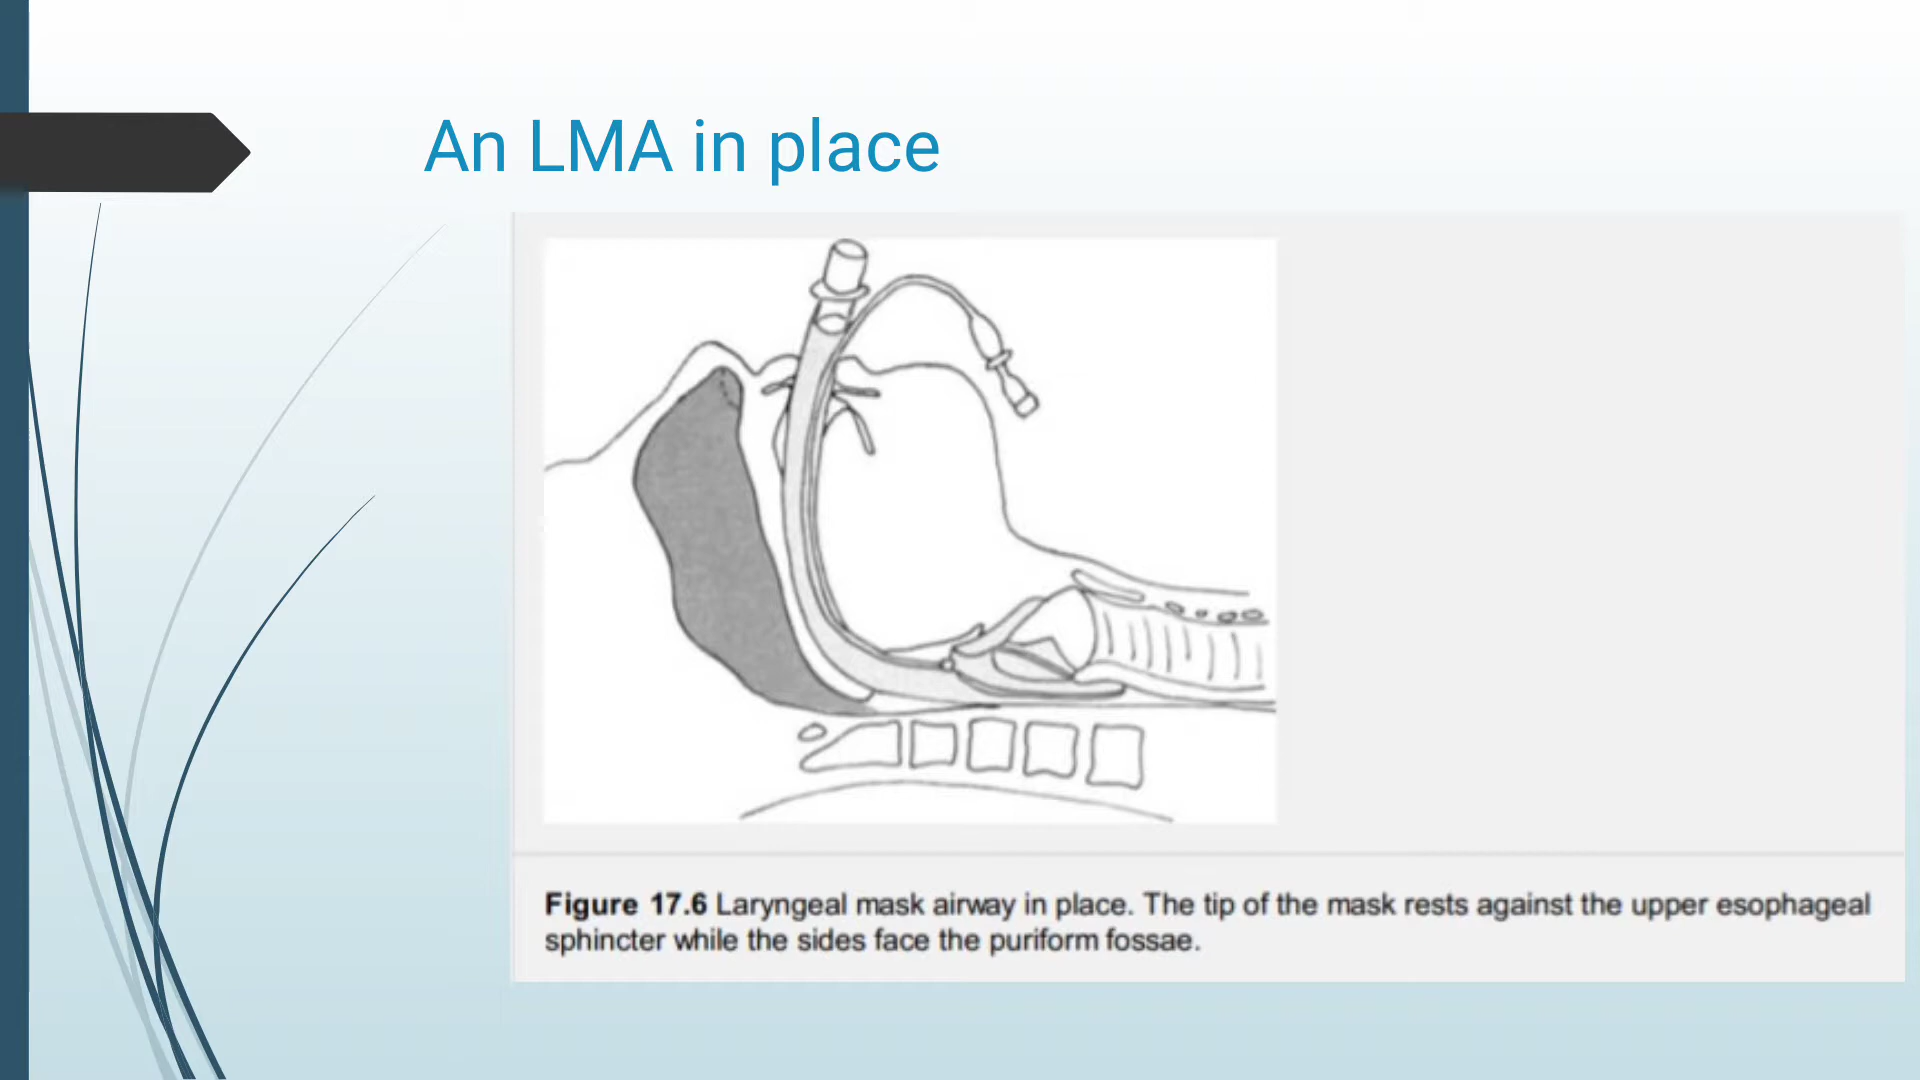 An LMA in place
Figure 17.6 Laryngeal mask airway in place. The tip of the mask rests against the upper esophageal
sphincter while the sides face the puriform fossae.